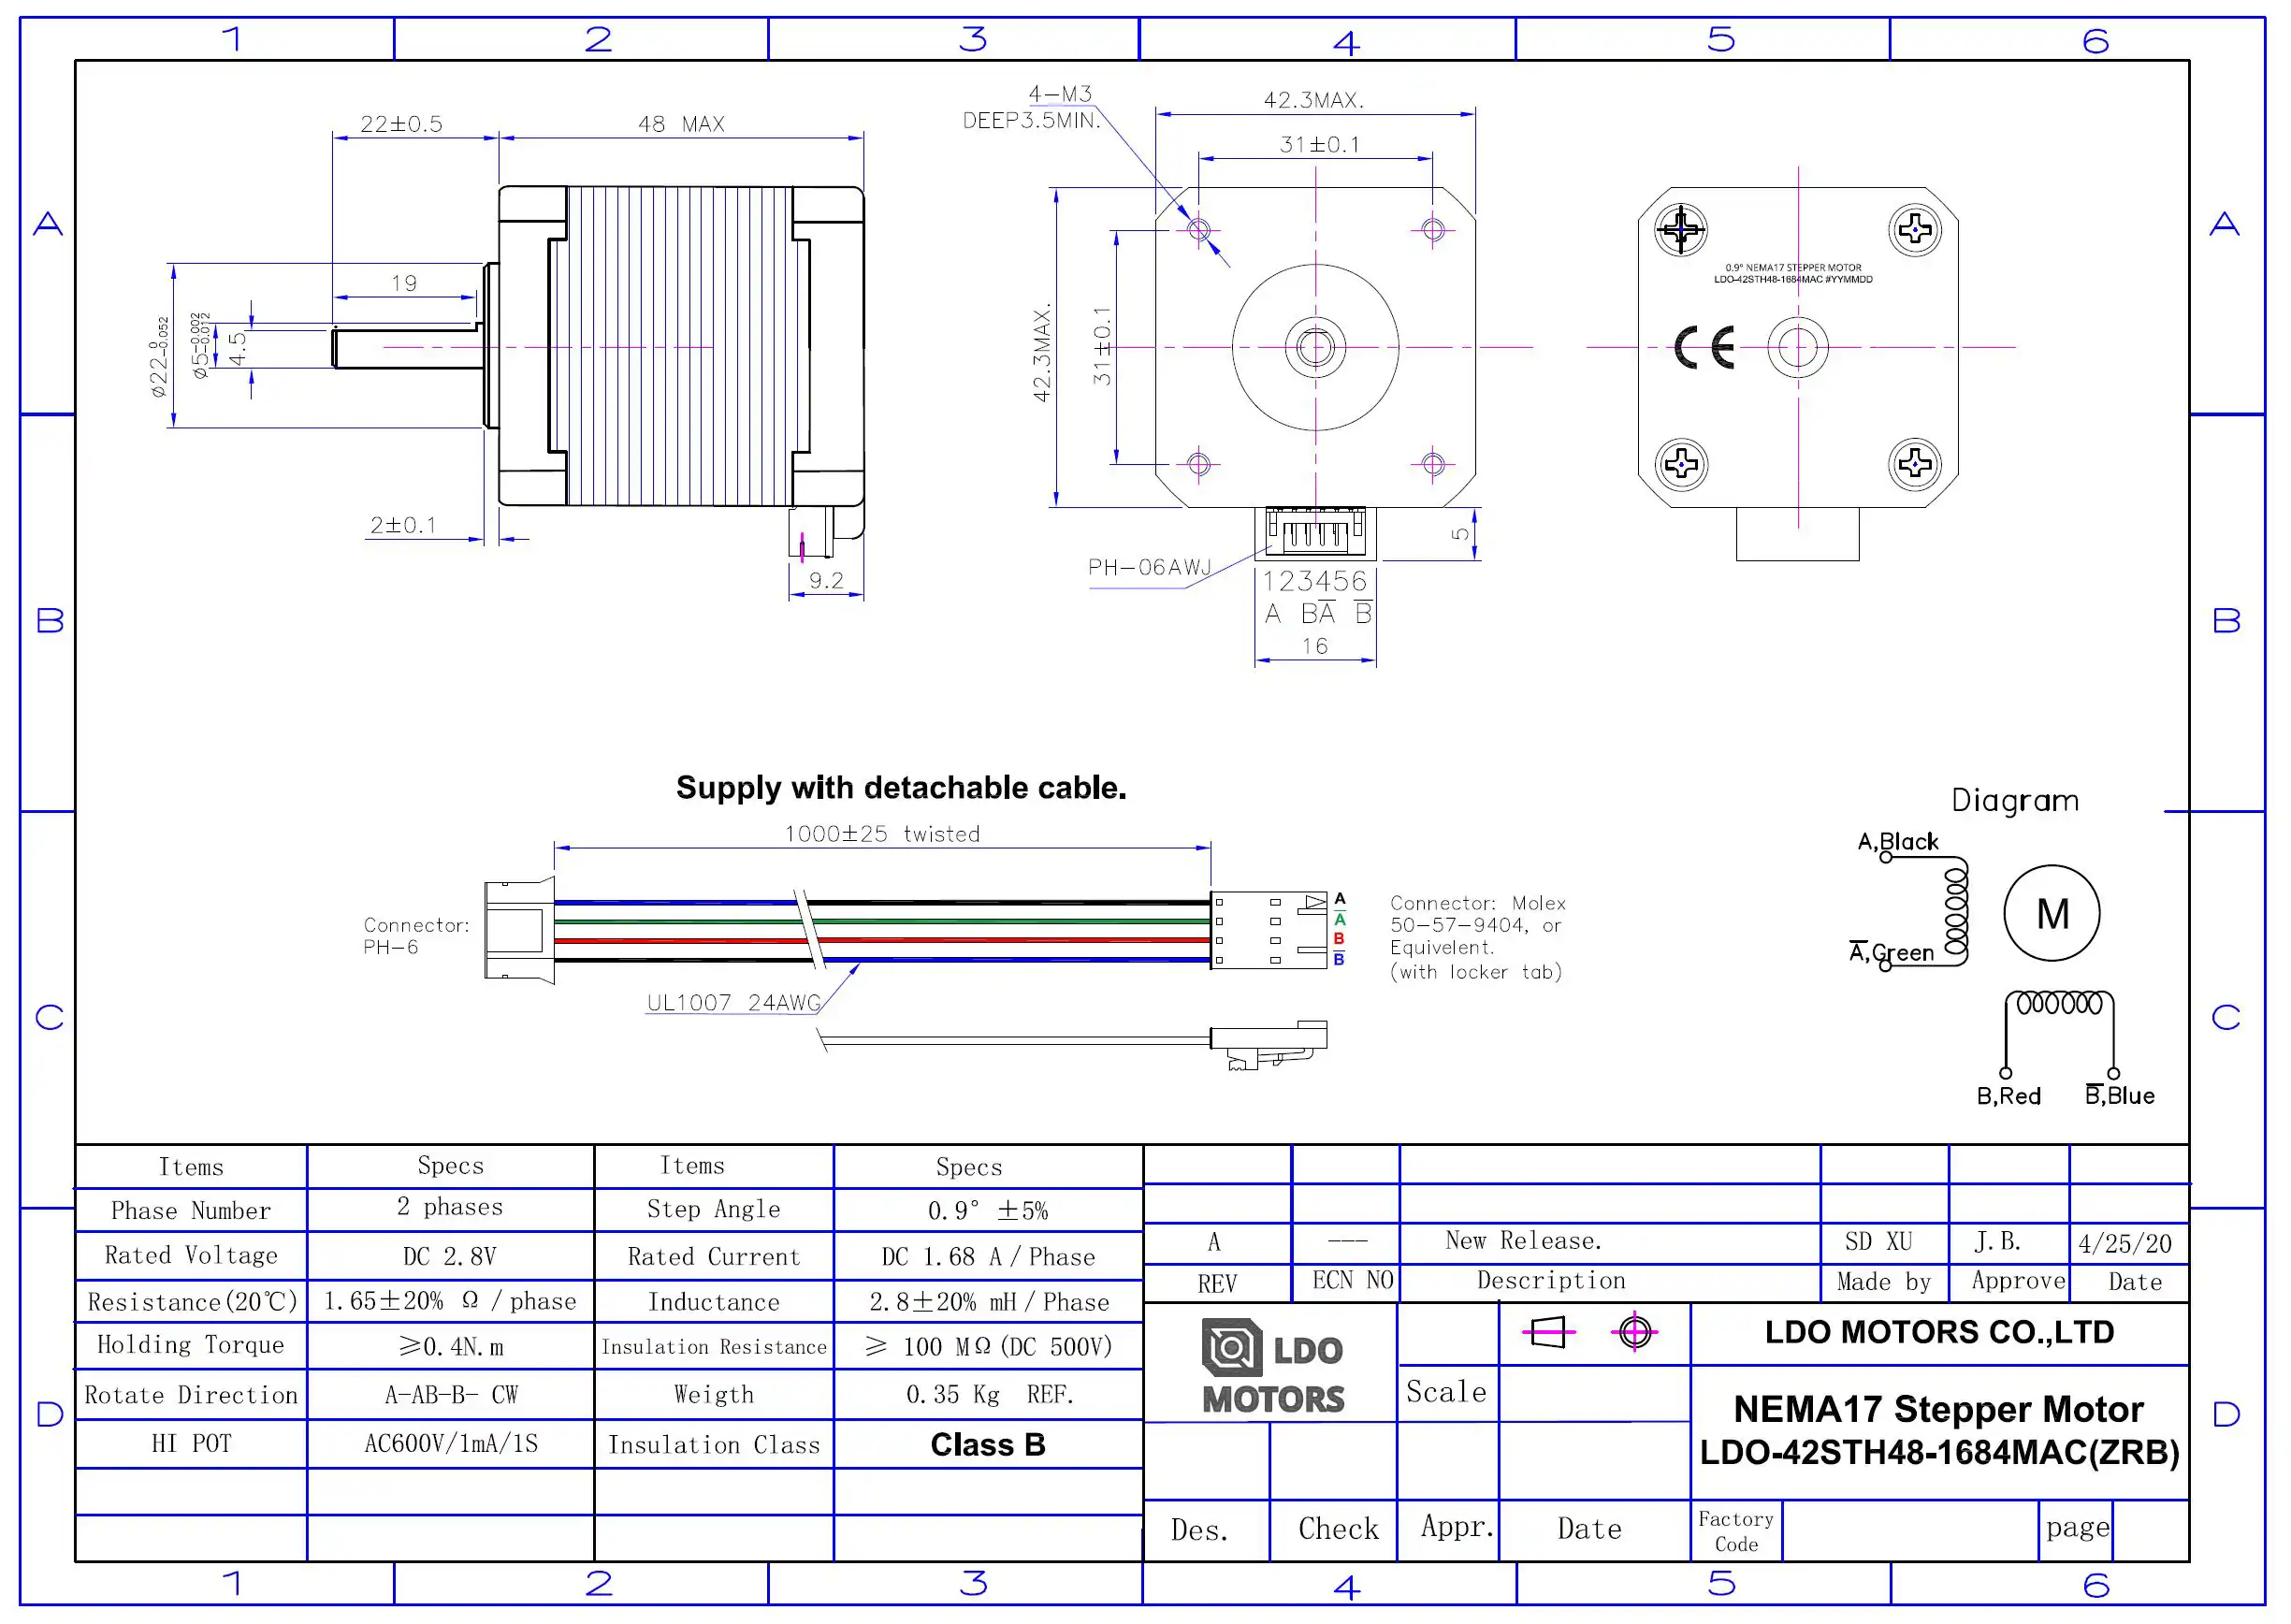 1 2 3 4 5 6
A A
B B
C C
D D
22±0.5
48 MAX
19
⌀22 0 -0.052
⌀5 -0.002 -0.012
4.5
2±0.1
9.2
4-M3
DEEP3.5MIN.
42.3MAX.
31±0.1
42.3MAX.
31±0.1
5
PH-06AWJ
123456
A B A̅ B̅
16
0.9° NEMA17 STEPPER MOTOR
LDO-42STH48-1684MAC #YYMMDD
CE
Supply with detachable cable.
1000±25 twisted
Connector:
PH-6
UL1007 24AWG
A
A̅
B
B̅
Connector: Molex
50-57-9404, or
Equivelent.
(with locker tab)
Diagram
A,Black
A̅,Green
M
B,Red B̅,Blue
Items Specs Items Specs
Phase Number 2 phases Step Angle 0.9° ±5%
Rated Voltage DC 2.8V Rated Current DC 1.68 A/Phase
Resistance(20℃) 1.65±20% Ω/phase Inductance 2.8±20% mH/Phase
Holding Torque ≥0.4N.m Insulation Resistance ≥ 100 MΩ(DC 500V)
Rotate Direction A-AB-B- CW Weigth 0.35 Kg REF.
HI POT AC600V/1mA/1S Insulation Class Class B
A --- New Release. SD XU J.B. 4/25/20
REV ECN NO Description Made by Approve Date
LDO
MOTORS
Scale
LDO MOTORS CO.,LTD
NEMA17 Stepper Motor
LDO-42STH48-1684MAC(ZRB)
Des. Check Appr. Date Factory Code page
1 2 3 4 5 6